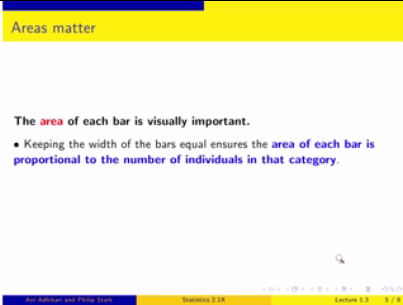 Areas matter
The area of each bar is visually important.
• Keeping the width of the bars equal ensures the area of each bar is
proportional to the number of individuals in that category.
Ani Adhikari and Philip Stark Statistics 2.1X Lecture 1.3 5 / 8